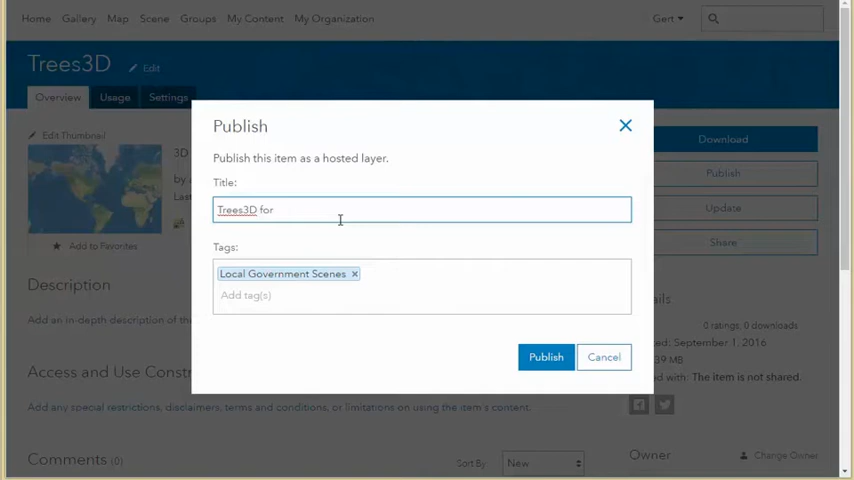 Home Gallery Map Scene Groups My Content My Organization Gert
Trees3D Edit
Overview Usage Settings
Publish
Publish this item as a hosted layer.
Title:
Trees3D for
Tags:
Local Government Scenes ×
Add tag(s)
Publish Cancel
Edit Thumbnail
3D
by
Last
Add to Favorites
Download
Publish
Update
Share
Description
Add an in-depth description of the
0 ratings, 0 downloads
September 1, 2016
MB
The item is not shared.
Access and Use
Add any special restrictions, disclaimers, terms and conditions, or limitations on using the item's content.
Comments (0)
Sort By New
Owner Change Owner